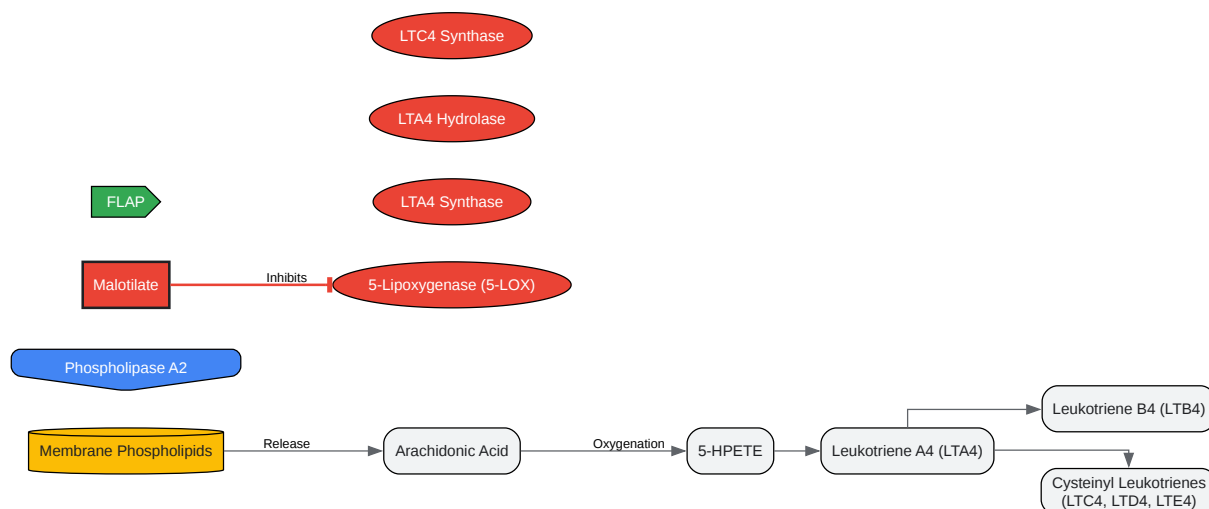 LTC4 Synthase
LTA4 Hydrolase
FLAP
LTA4 Synthase
Malotilate
Inhibits
5-Lipoxygenase (5-LOX)
Phospholipase A2
Membrane Phospholipids
Release
Arachidonic Acid
Oxygenation
5-HPETE
Leukotriene A4 (LTA4)
Leukotriene B4 (LTB4)
Cysteinyl Leukotrienes
(LTC4, LTD4, LTE4)